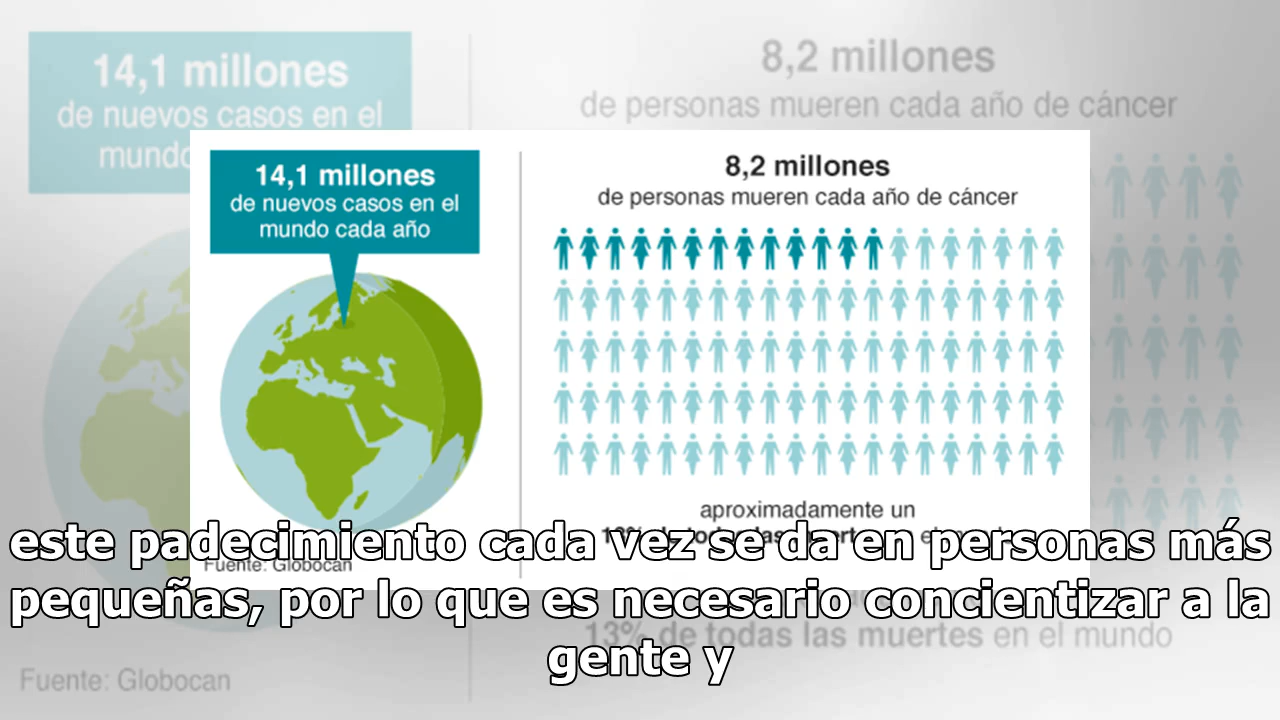 14,1 millones
de nuevos casos en el
mundo
8,2 millones
de personas mueren cada año de cáncer
14,1 millones
de nuevos casos en el
mundo cada año
8,2 millones
de personas mueren cada año de cáncer
aproximadamente un
Fuente: Globocan
este padecimiento cada vez se da en personas más
pequeñas, por lo que es necesario concientizar a la
gente y
13% de todas las muertes en el mundo
Fuente: Globocan